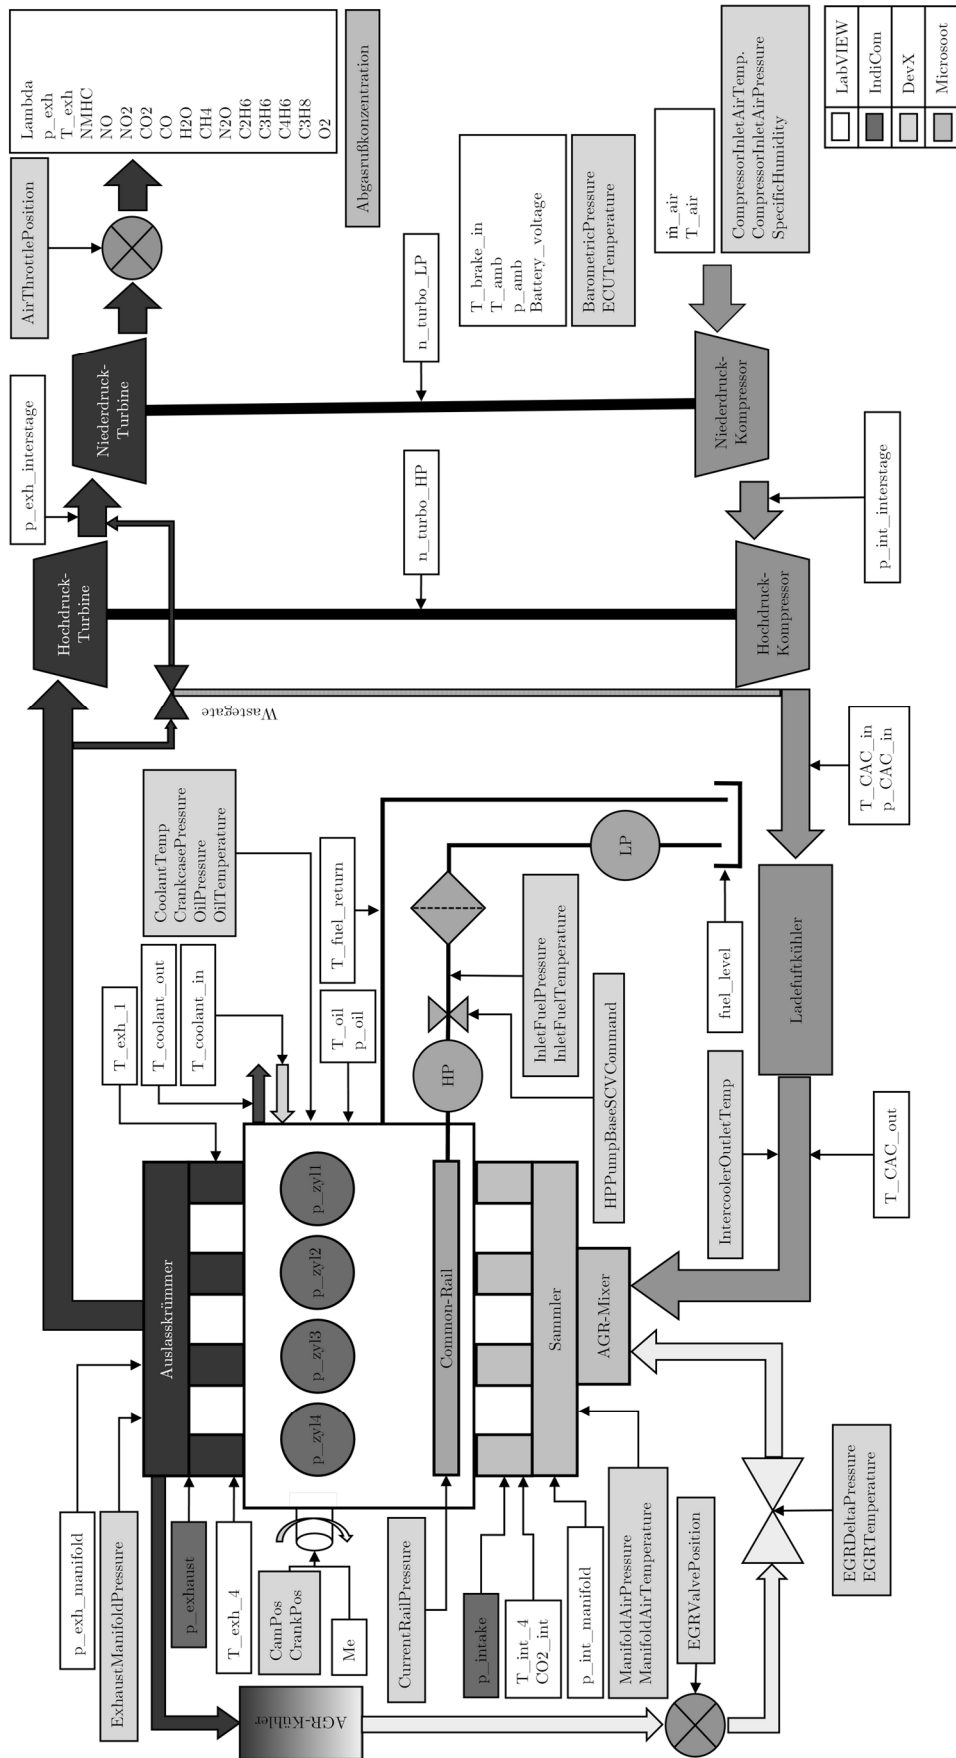 p_exh_manifold
ExhaustManifoldPressure
p_exhaust
T_exh_4
CamPos
CrankPos
Me
AGR-Kühler
CurrentRailPressure
p_intake
T_int_4
CO2_int
p_int_manifold
ManifoldAirPressure
ManifoldAirTemperature
EGRValvePosition
EGRDeltaPressure
EGRTemperature
Auslasskrümmer
p_zyl4
p_zyl3
p_zyl2
p_zyl1
Common-Rail
Sammler
AGR-Mixer
T_exh_1
T_coolant_out
T_coolant_in
CoolantTemp
CrankcasePressure
OilPressure
OilTemperature
T_oil
p_oil
T_fuel_return
HP
LP
InletFuelPressure
InletFuelTemperature
HPPumpBaseSCVCommand
fuel_level
IntercoolerOutletTemp
T_CAC_out
Ladefuftkühler
T_CAC_in
p_CAC_in
Wastegate
Hochdruck-
Turbine
p_exh_interstage
Niederdruck-
Turbine
n_turbo_HP
n_turbo_LP
Hochdruck-
Kompressor
Niederdruck-
Kompressor
p_int_interstage
AirThrottlePosition
Lambda
p_exh
T_exh
NMHC
NO
NO2
CO2
CO
H2O
CH4
N2O
C2H6
C3H6
C4H6
C3H8
O2
Abgasrußkonzentration
T_brake_in
T_amb
p_amb
Battery_voltage
BarometricPressure
ECUTemperature
ṁ_air
T_air
CompressorInletAirTemp.
CompressorInletAirPressure
SpecificHumidity
LabVIEW
IndiCom
DevX
Microsoot